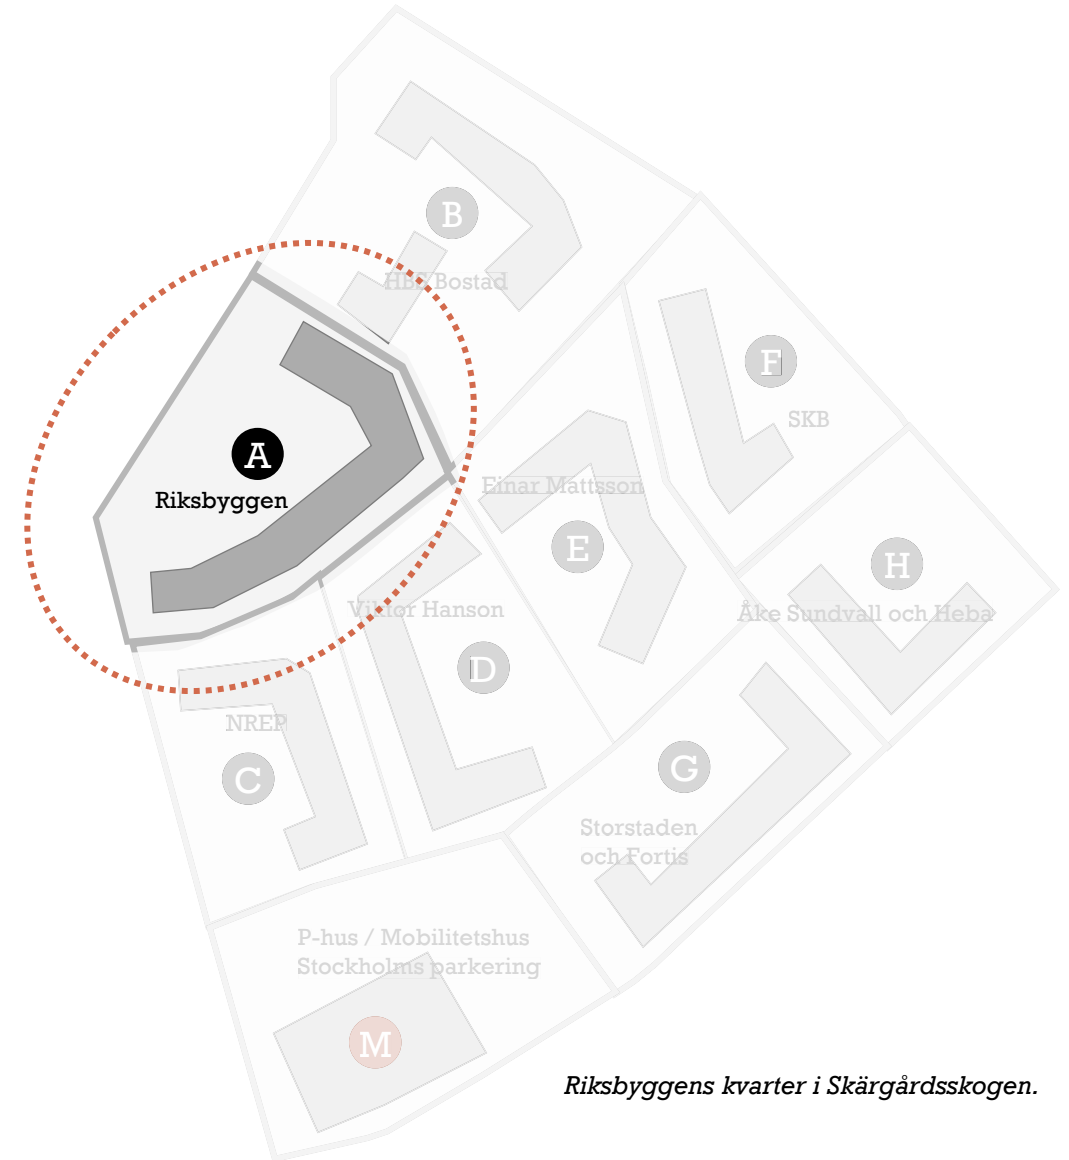 B
HBS Bostad
F
SKB
A
Riksbyggen
Einar Mattsson
E
H
Åke Sundvall och Heba
Viktor Hanson
D
NREP
C
G
Storstaden
och Fortis
P-hus / Mobilitetshus
Stockholms parkering
M
Riksbyggens kvarter i Skärgårdsskogen.